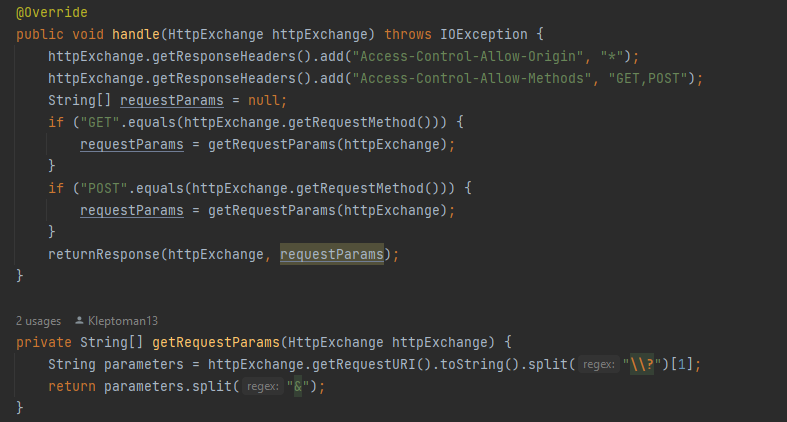 @Override
public void handle(HttpExchange httpExchange) throws IOException {
    httpExchange.getResponseHeaders().add("Access-Control-Allow-Origin", "*");
    httpExchange.getResponseHeaders().add("Access-Control-Allow-Methods", "GET,POST");
    String[] requestParams = null;
    if ("GET".equals(httpExchange.getRequestMethod())) {
        requestParams = getRequestParams(httpExchange);
    }
    if ("POST".equals(httpExchange.getRequestMethod())) {
        requestParams = getRequestParams(httpExchange);
    }
    returnResponse(httpExchange, requestParams);
}
2 usages Kleptoman13
private String[] getRequestParams(HttpExchange httpExchange) {
    String parameters = httpExchange.getRequestURI().toString().split( regex: "\\?")[1];
    return parameters.split( regex: "&");
}